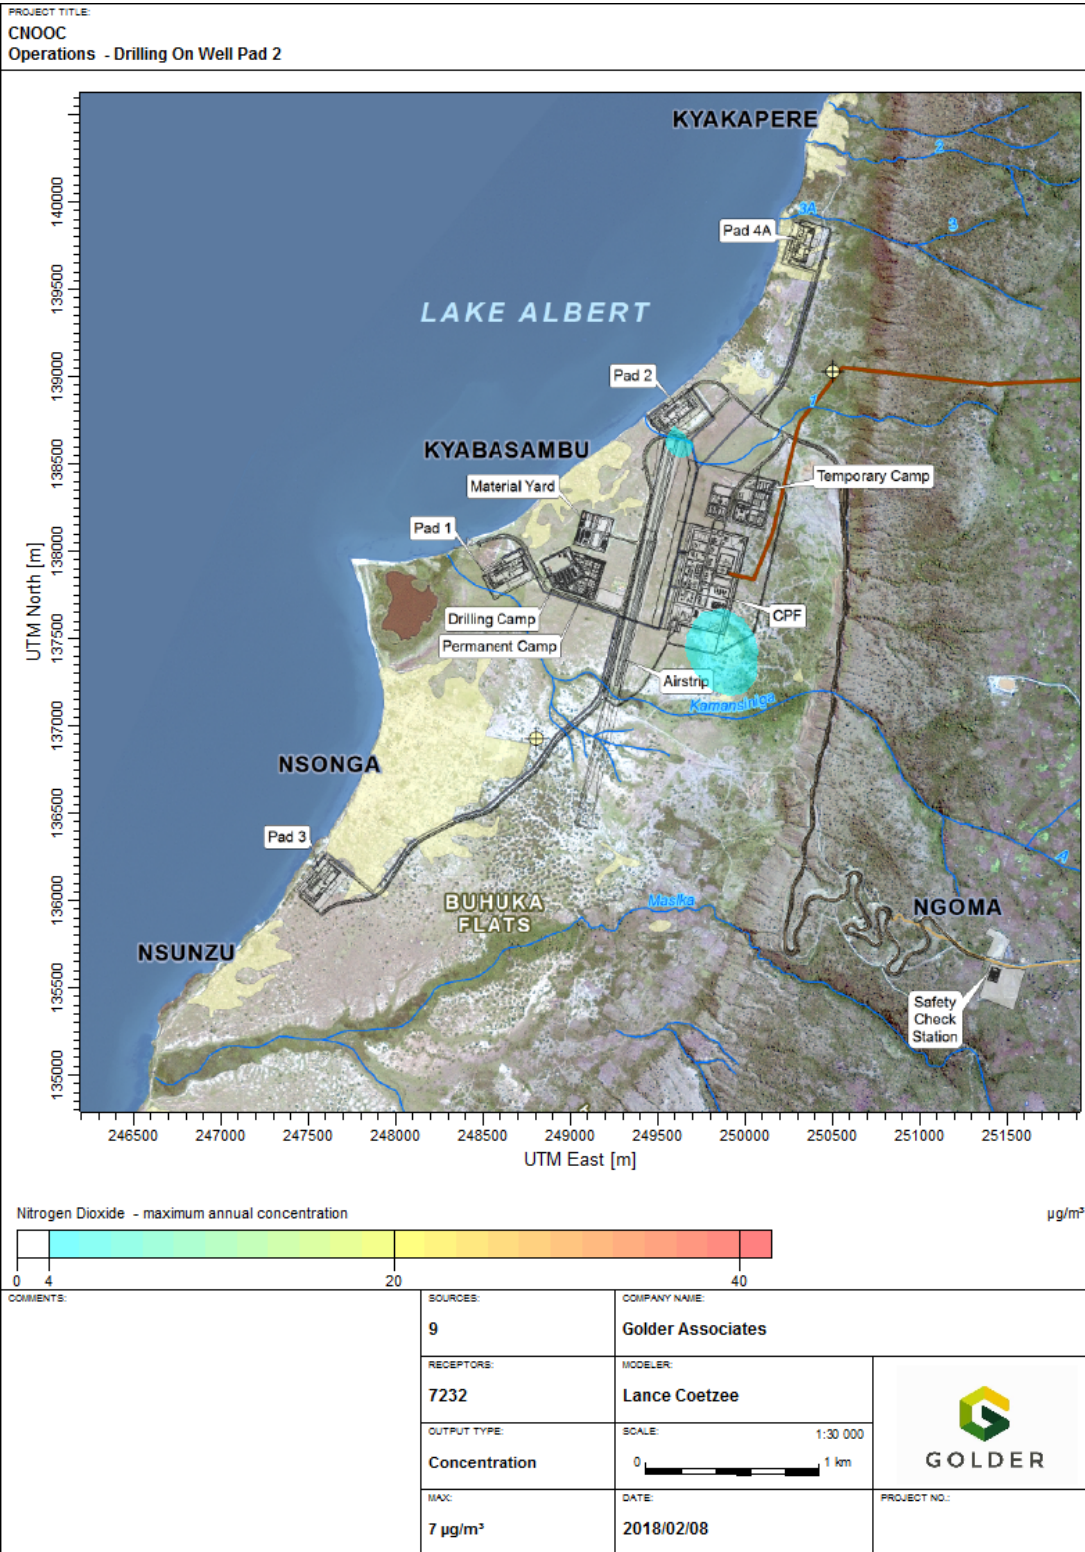 PROJECT TITLE:
CNOOC
Operations - Drilling On Well Pad 2
KYAKAPERE
2
3A
3
Pad 4A
LAKE ALBERT
Pad 2
1
KYABASAMBU
Temporary Camp
Material Yard
Pad 1
CPF
Drilling Camp
Permanent Camp
Airstrip
Kamansiniga
NSONGA
Pad 3
A
BUHUKA
FLATS
Masika
NGOMA
NSUNZU
Safety
Check
Station
UTM North [m]
140000
139500
139000
138500
138000
137500
137000
136500
136000
135500
135000
246500 247000 247500 248000 248500 249000 249500 250000 250500 251000 251500
UTM East [m]
Nitrogen Dioxide - maximum annual concentration
µg/m³
0 4 20 40
COMMENTS:
SOURCES:
9
COMPANY NAME:
Golder Associates
RECEPTORS:
7232
MODELER:
Lance Coetzee
OUTPUT TYPE:
Concentration
SCALE:
1:30 000
0 1 km
GOLDER
MAX:
7 µg/m³
DATE:
2018/02/08
PROJECT NO.: